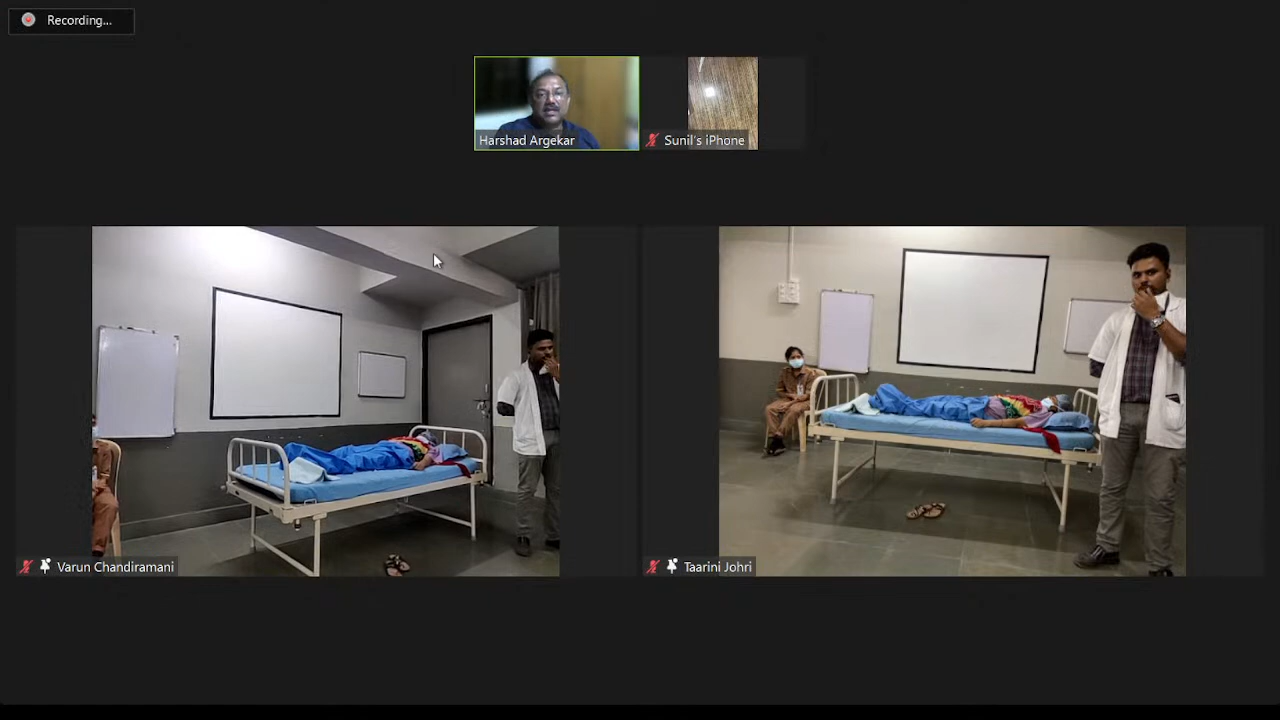 Recording...
Harshad Argekar
Sunil's iPhone
Varun Chandiramani
Taarini Johri